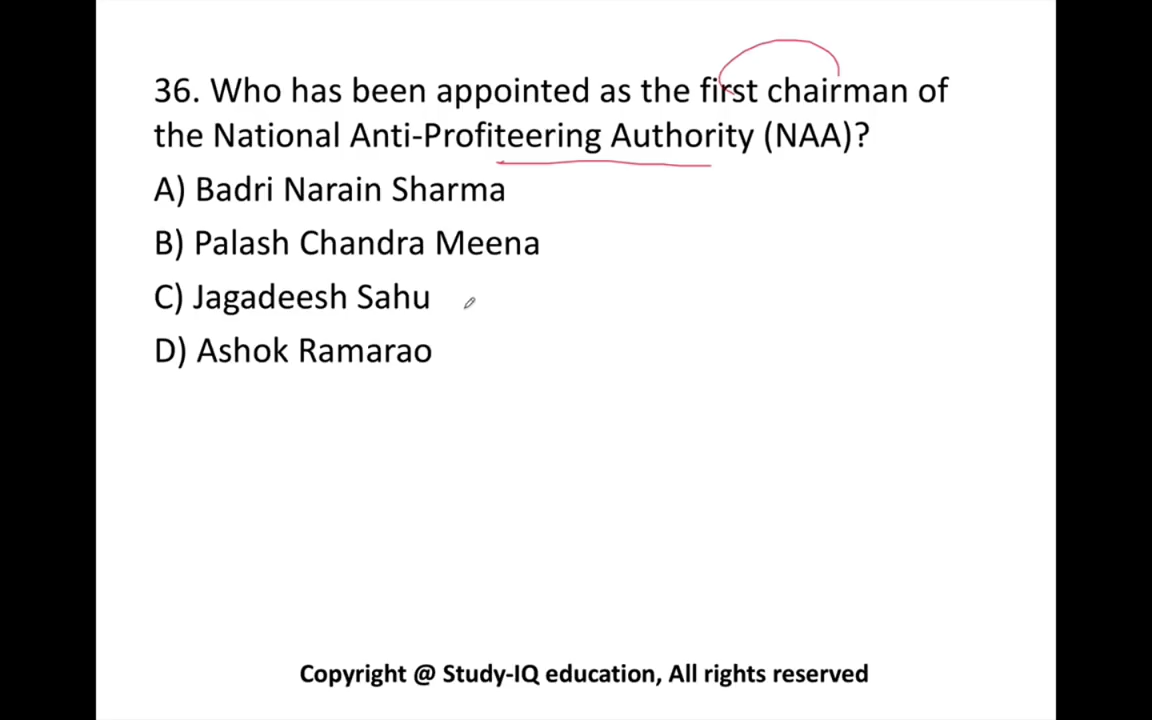 36. Who has been appointed as the first chairman of
the National Anti-Profiteering Authority (NAA)?
A) Badri Narain Sharma
B) Palash Chandra Meena
C) Jagadeesh Sahu
D) Ashok Ramarao
Copyright @ Study-IQ education, All rights reserved